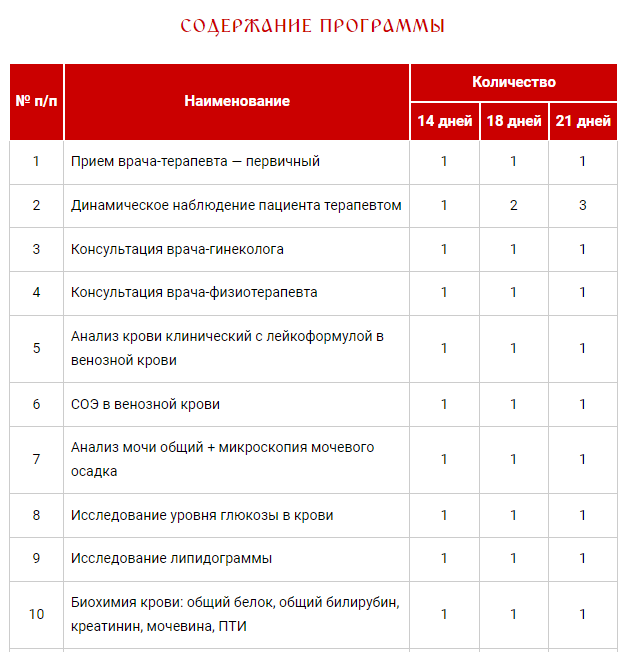 СОДЕРЖАНИЕ ПРОГРАММЫ
№ п/п Наименование Количество
14 дней 18 дней 21 дней
1 Прием врача-терапевта — первичный 1 1 1
2 Динамическое наблюдение пациента терапевтом 1 2 3
3 Консультация врача-гинеколога 1 1 1
4 Консультация врача-физиотерапевта 1 1 1
5 Анализ крови клинический с лейкоформулой в
венозной крови 1 1 1
6 СОЭ в венозной крови 1 1 1
7 Анализ мочи общий + микроскопия мочевого
осадка 1 1 1
8 Исследование уровня глюкозы в крови 1 1 1
9 Исследование липидограммы 1 1 1
10 Биохимия крови: общий белок, общий билирубин,
креатинин, мочевина, ПТИ 1 1 1